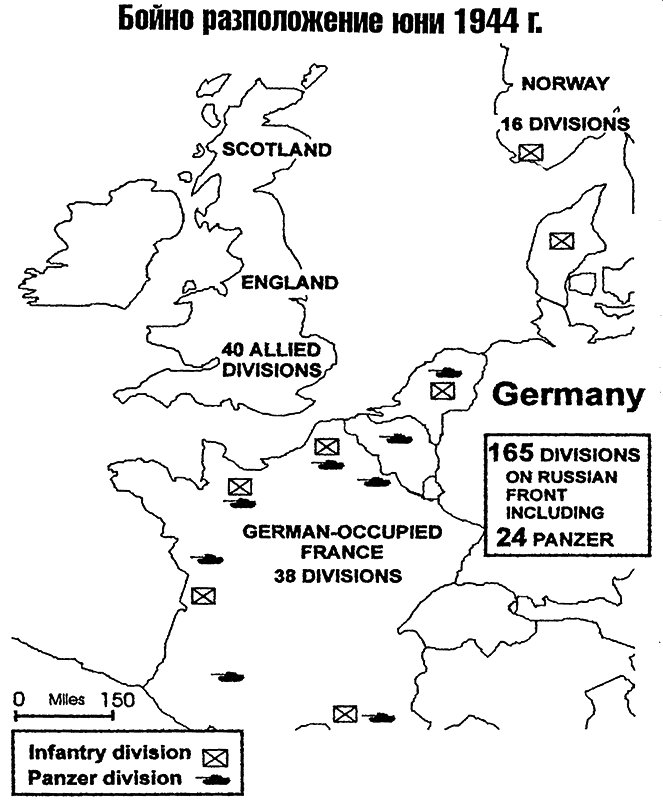 Бойно разположение юни 1944 г.
NORWAY
16 DIVISIONS
SCOTLAND
ENGLAND
40 ALLIED
DIVISIONS
Germany
165 DIVISIONS
ON RUSSIAN
FRONT
INCLUDING
24 PANZER
GERMAN-OCCUPIED
FRANCE
38 DIVISIONS
0 Miles 150
Infantry division
Panzer division